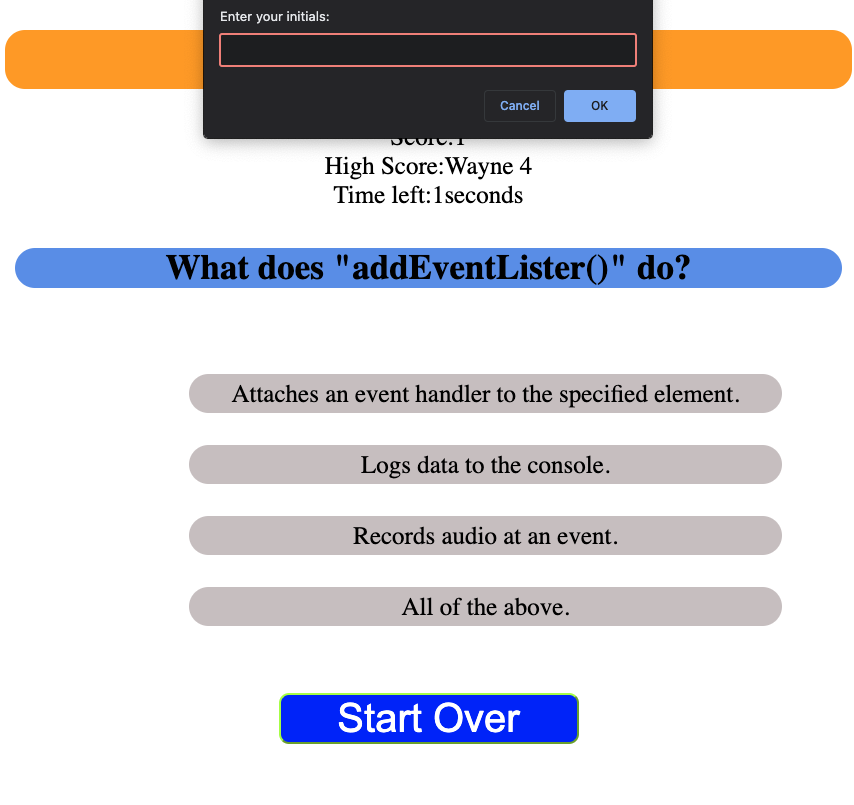 Enter your initials:
Cancel
OK
Score:1
High Score:Wayne 4
Time left:1seconds
What does "addEventLister()" do?
Attaches an event handler to the specified element.
Logs data to the console.
Records audio at an event.
All of the above.
Start Over